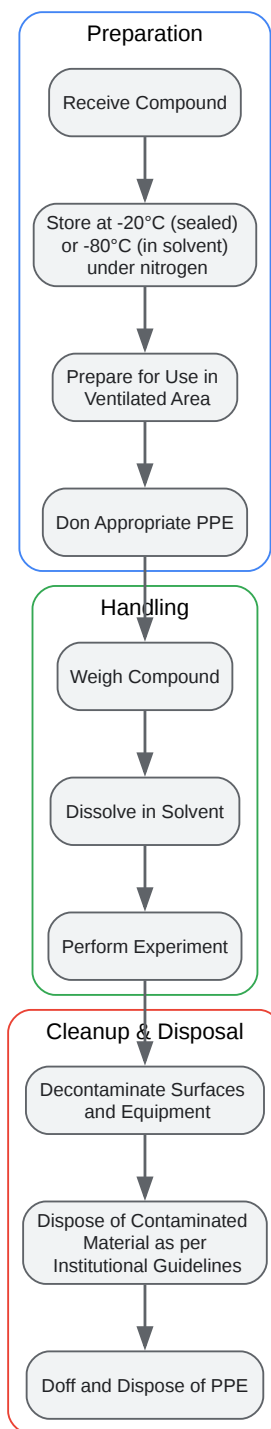 Preparation
Receive Compound
Store at -20°C (sealed)
or -80°C (in solvent)
under nitrogen
Prepare for Use in
Ventilated Area
Don Appropriate PPE
Handling
Weigh Compound
Dissolve in Solvent
Perform Experiment
Cleanup & Disposal
Decontaminate Surfaces
and Equipment
Dispose of Contaminated
Material as per
Institutional Guidelines
Doff and Dispose of PPE